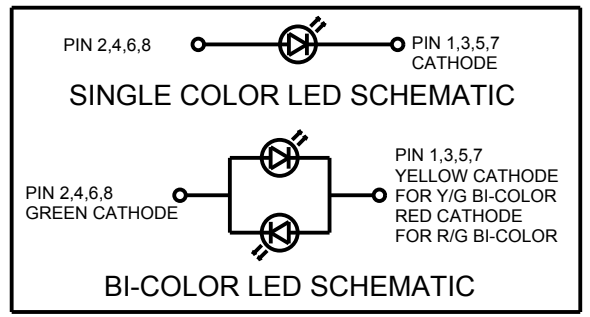 PIN 2,4,6,8
PIN 1,3,5,7
CATHODE
SINGLE COLOR LED SCHEMATIC
PIN 2,4,6,8
GREEN CATHODE
PIN 1,3,5,7
YELLOW CATHODE
FOR Y/G BI-COLOR
RED CATHODE
FOR R/G BI-COLOR
BI-COLOR LED SCHEMATIC